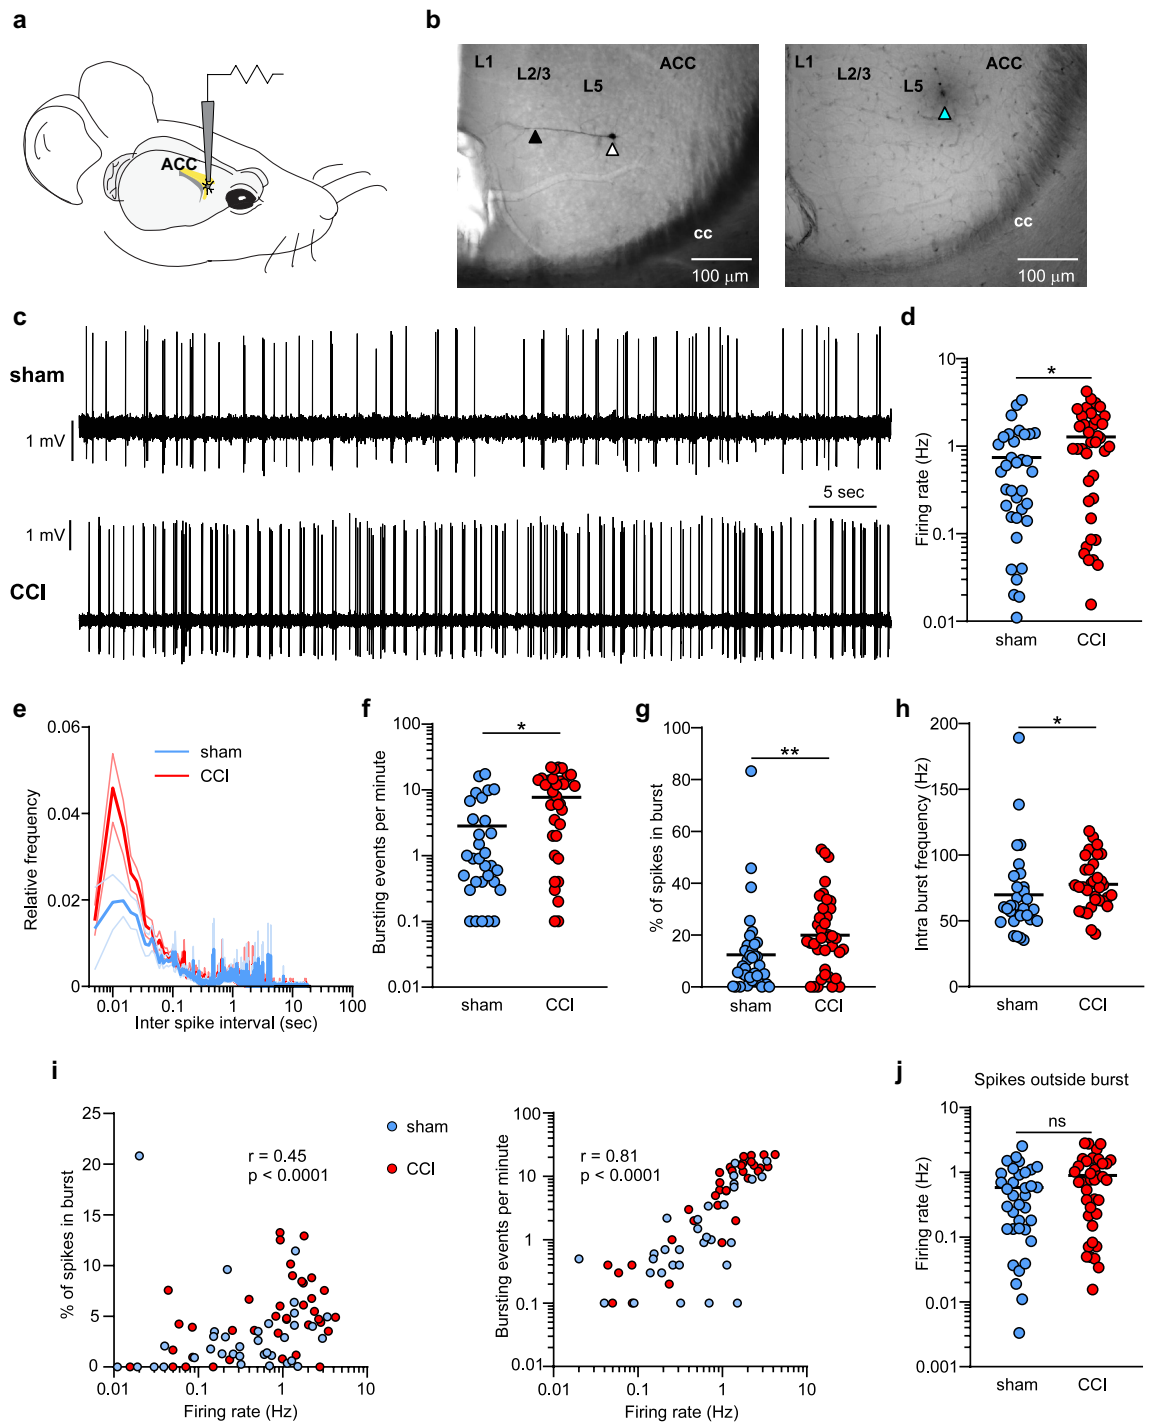 a
ACC
b
L1
L2/3
L5
ACC
cc
100 μm
L1
L2/3
L5
ACC
cc
100 μm
c
sham
1 mV
5 sec
1 mV
CCI
d
Firing rate (Hz)
10
1
0.1
0.01
*
sham
CCI
e
Relative frequency
0.06
0.04
0.02
0.00
sham
CCI
0.01
0.1
1
10
100
Inter spike interval (sec)
f
Bursting events per minute
100
10
1
0.1
0.01
*
sham
CCI
g
% of spikes in burst
100
80
60
40
20
0
**
sham
CCI
h
Intra burst frequency (Hz)
200
150
100
50
0
*
sham
CCI
i
% of spikes in burst
25
20
15
10
5
0
r = 0.45
p < 0.0001
0.01
0.1
1
10
Firing rate (Hz)
sham
CCI
Bursting events per minute
100
10
1
0.1
0.01
r = 0.81
p < 0.0001
0.01
0.1
1
10
Firing rate (Hz)
j
Spikes outside burst
Firing rate (Hz)
10
1
0.1
0.01
0.001
ns
sham
CCI